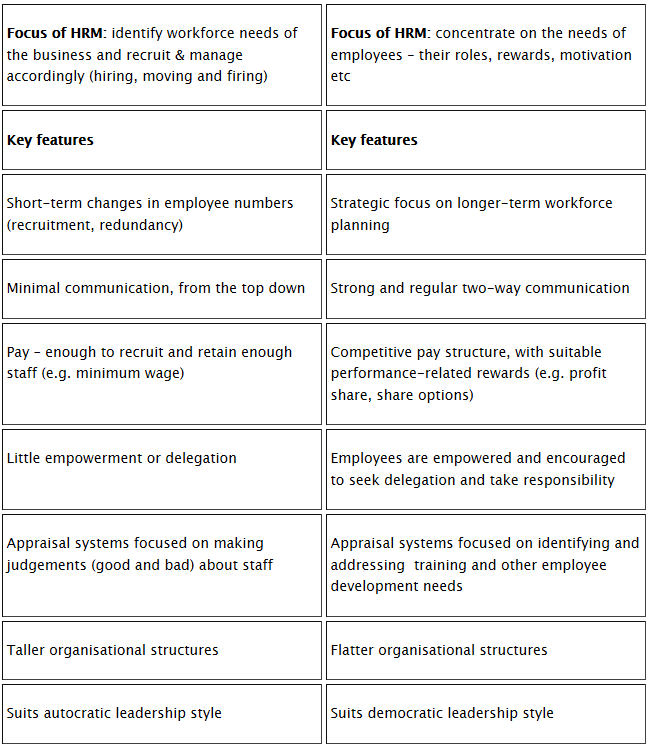 Focus of HRM: identify workforce needs of
the business and recruit & manage
accordingly (hiring, moving and firing)
Focus of HRM: concentrate on the needs of
employees – their roles, rewards, motivation
etc
Key features
Key features
Short-term changes in employee numbers
(recruitment, redundancy)
Strategic focus on longer-term workforce
planning
Minimal communication, from the top down
Strong and regular two-way communication
Pay – enough to recruit and retain enough
staff (e.g. minimum wage)
Competitive pay structure, with suitable
performance-related rewards (e.g. profit
share, share options)
Little empowerment or delegation
Employees are empowered and encouraged
to seek delegation and take responsibility
Appraisal systems focused on making
judgements (good and bad) about staff
Appraisal systems focused on identifying and
addressing  training and other employee
development needs
Taller organisational structures
Flatter organisational structures
Suits autocratic leadership style
Suits democratic leadership style